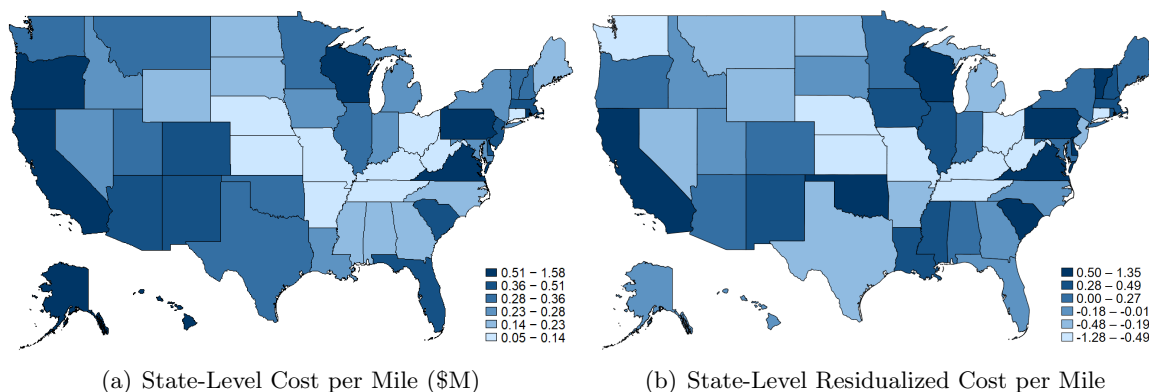 0.51 – 1.58
0.36 – 0.51
0.28 – 0.36
0.23 – 0.28
0.14 – 0.23
0.05 – 0.14
(a) State-Level Cost per Mile ($M)
0.50 – 1.35
0.28 – 0.49
0.00 – 0.27
-0.18 – -0.01
-0.48 – -0.19
-1.28 – -0.49
(b) State-Level Residualized Cost per Mile